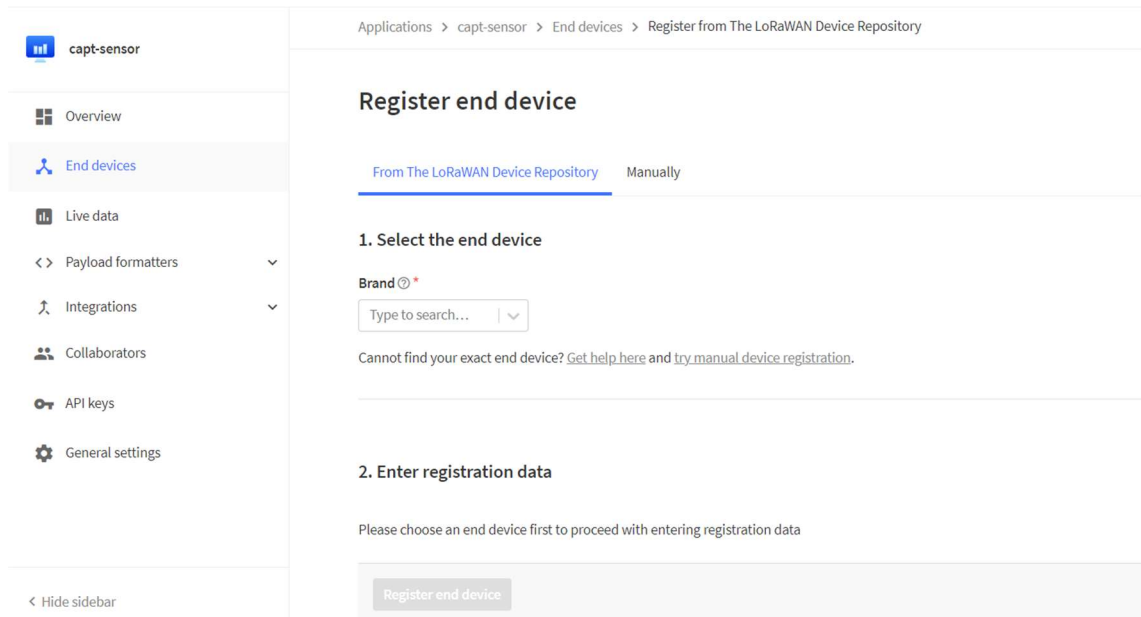 capt-sensor
Overview
End devices
Live data
Payload formatters
Integrations
Collaborators
API keys
General settings
< Hide sidebar
Applications > capt-sensor > End devices > Register from The LoRaWAN Device Repository
Register end device
From The LoRaWAN Device Repository Manually
1. Select the end device
Brand *
Type to search...
Cannot find your exact end device? Get help here and try manual device registration.
2. Enter registration data
Please choose an end device first to proceed with entering registration data
Register end device